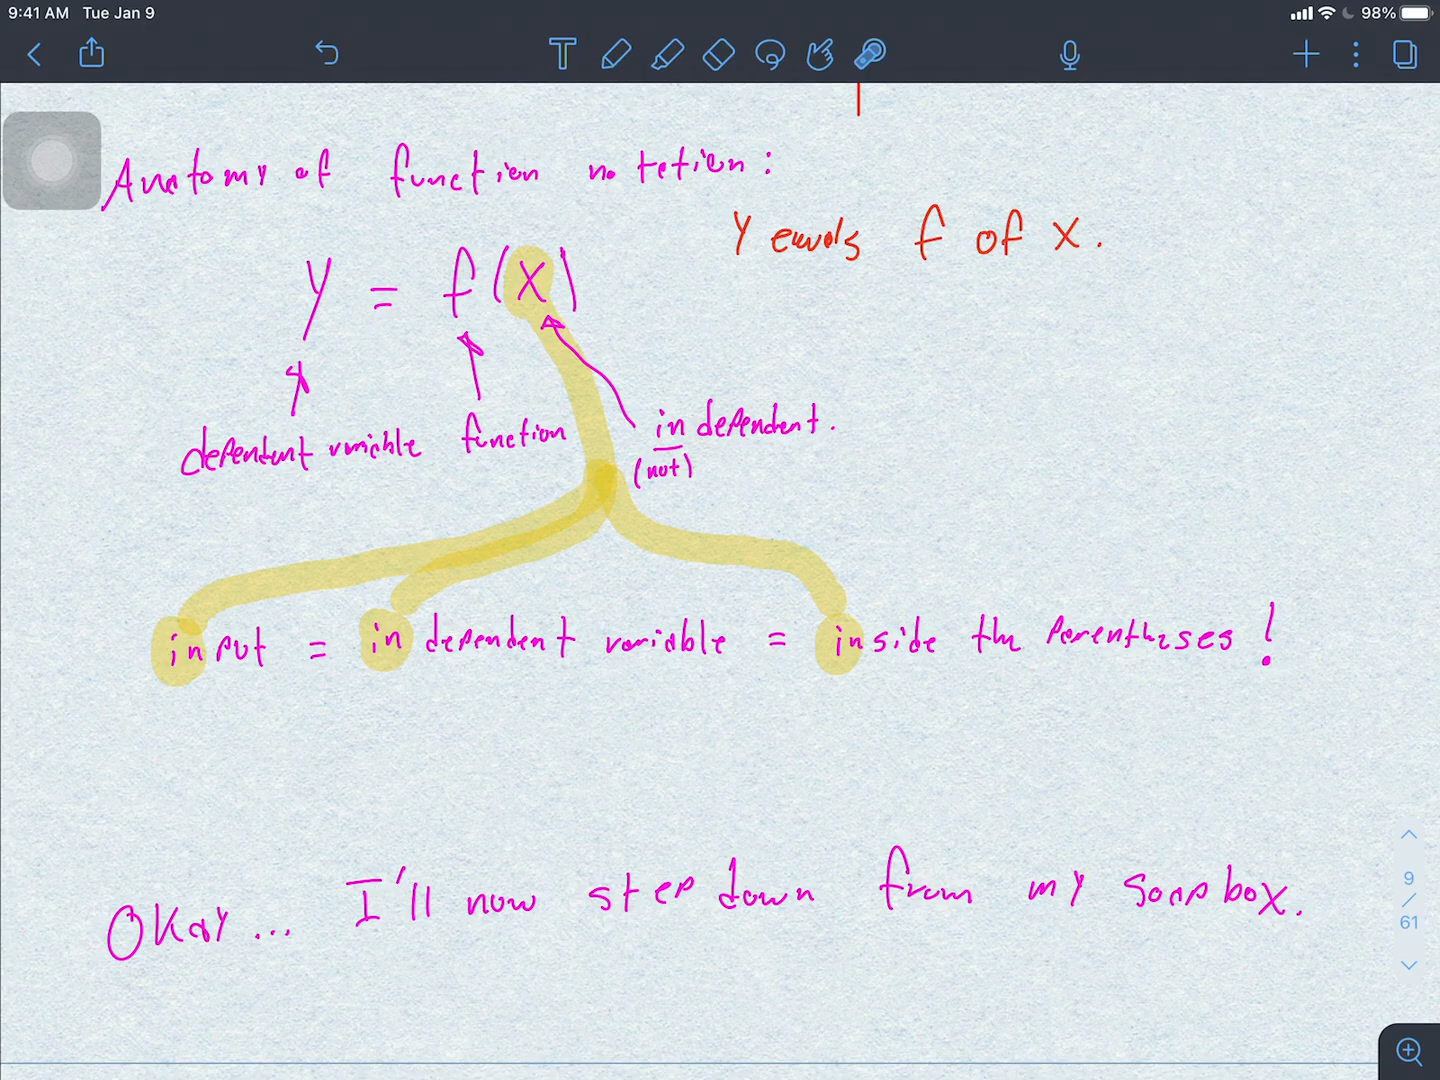 9:41 AM Tue Jan 9
98%
Anatomy of function notation:
Y equals f of x.
y = f(x)
dependent variable function independent.
(not)
input = independent variable = inside the parentheses!
Okay... I'll now step down from my soapbox.
9
/
61